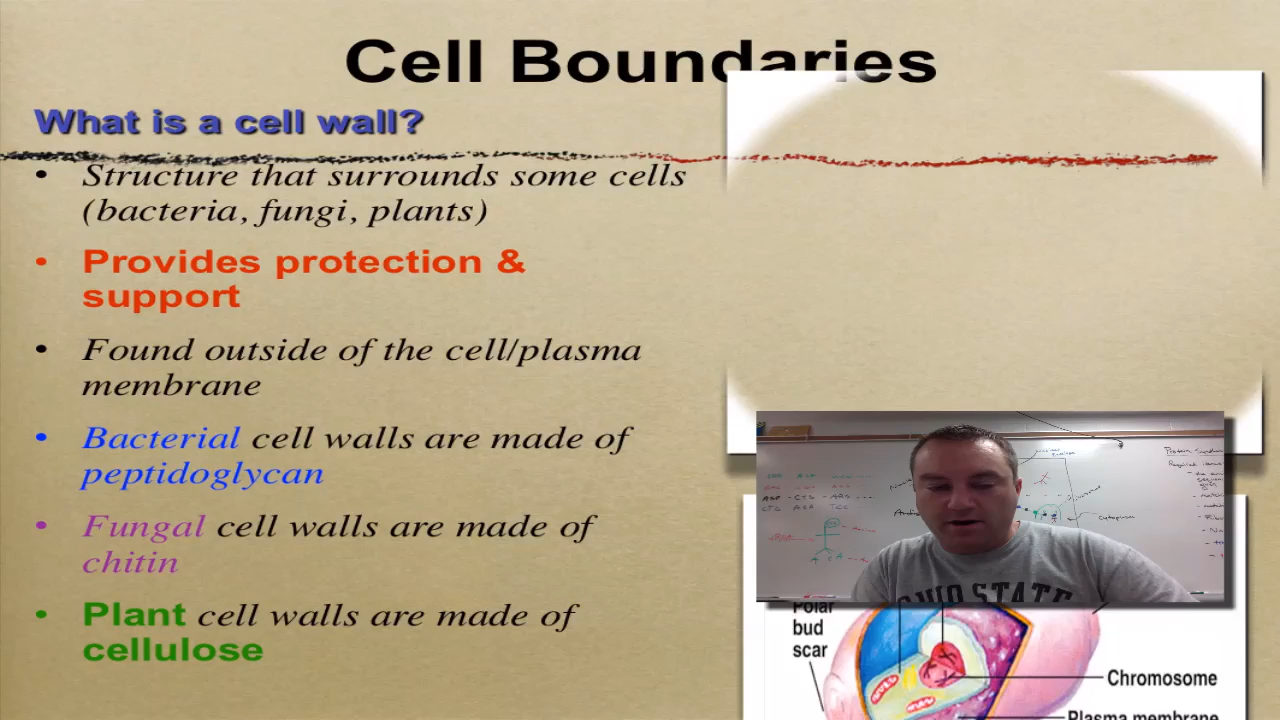 Cell Boundaries
What is a cell wall?
• Structure that surrounds some cells
(bacteria, fungi, plants)
• Provides protection &
support
• Found outside of the cell/plasma
membrane
• Bacterial cell walls are made of
peptidoglycan
• Fungal cell walls are made of
chitin
• Plant cell walls are made of
cellulose
OHIO STATE
Polar
bud
scar
Chromosome
Plasma membrane